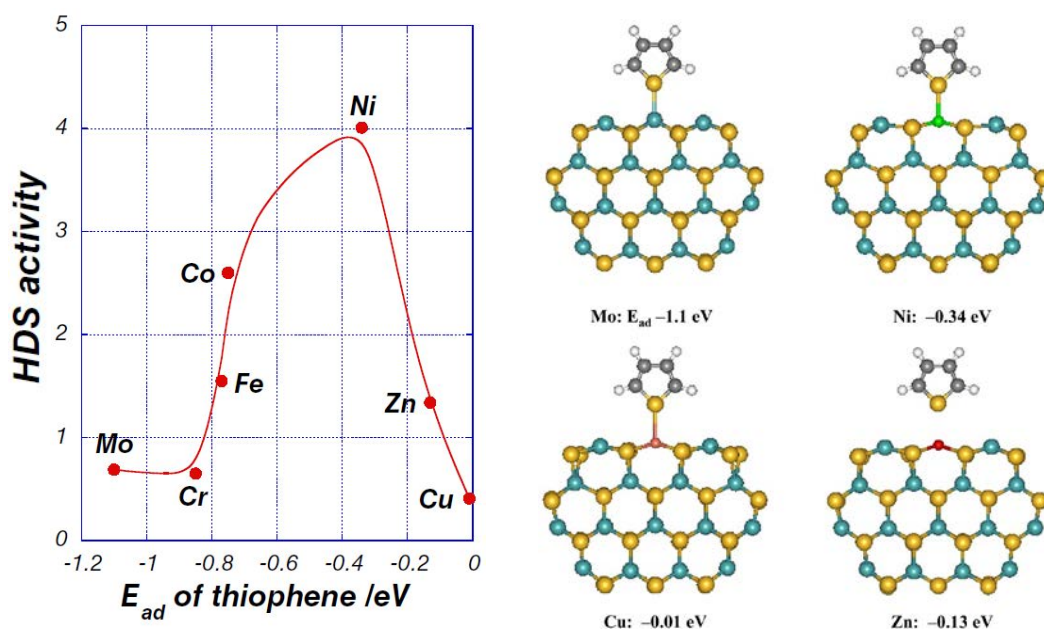 HDS activity
5
4
3
2
1
0
-1.2 -1 -0.8 -0.6 -0.4 -0.2 0
E_ad of thiophene /eV
Ni
Co
Fe
Mo
Cr
Zn
Cu
Mo: E_ad −1.1 eV
Ni: −0.34 eV
Cu: −0.01 eV
Zn: −0.13 eV